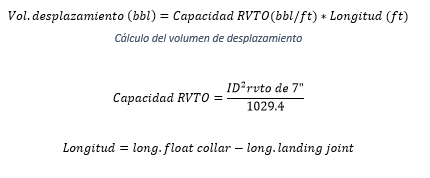 Vol. desplazamiento (bbl) = Capacidad RVTO(bbl/ft) ∗ Longitud (ft)
Cálculo del volumen de desplazamiento
Capacidad RVTO = ID²rvto de 7" / 1029.4
Longitud = long. float collar − long. landing joint